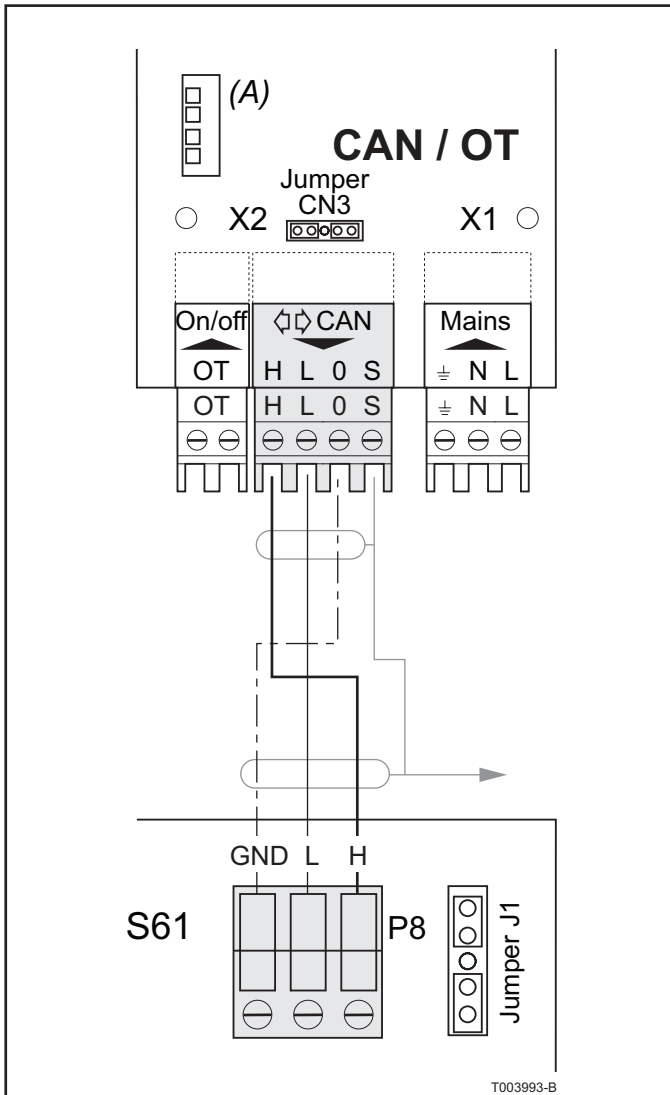 (A)
CAN / OT
Jumper
CN3
X2
X1
On/off
CAN
Mains
OT
H L 0 S
N L
OT
H L 0 S
N L
GND L H
S61
P8
Jumper J1
T003993-B